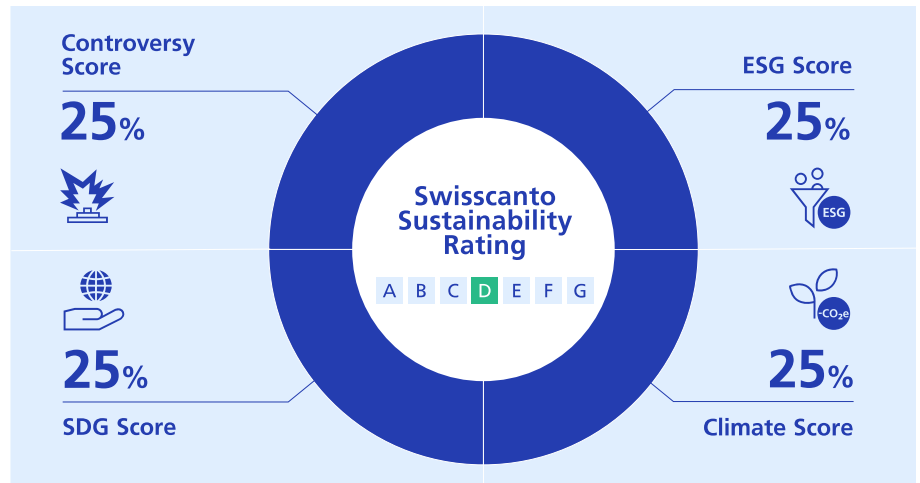 Controversy
Score
25%
ESG Score
25%
ESG
Swisscanto
Sustainability
Rating
A B C D E F G
25%
SDG Score
-CO₂e
25%
Climate Score